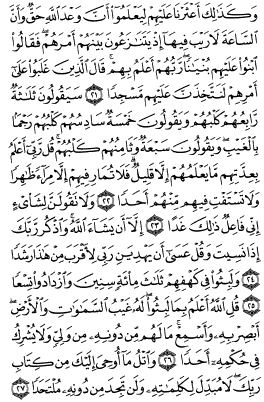 وَكَذَٰلِكَ أَعْثَرْنَا عَلَيْهِمْ لِيَعْلَمُوٓا۟ أَنَّ وَعْدَ ٱللَّهِ حَقٌّ وَأَنَّ
ٱلسَّاعَةَ لَا رَيْبَ فِيهَآ إِذْ يَتَنَٰزَعُونَ بَيْنَهُمْ أَمْرَهُمْ ۖ فَقَالُوا۟
ٱبْنُوا۟ عَلَيْهِم بُنْيَٰنًا ۖ رَّبُّهُمْ أَعْلَمُ بِهِمْ ۚ قَالَ ٱلَّذِينَ غَلَبُوا۟ عَلَىٰٓ
أَمْرِهِمْ لَنَتَّخِذَنَّ عَلَيْهِم مَّسْجِدًا ٢١ سَيَقُولُونَ ثَلَٰثَةٌ
رَّابِعُهُمْ كَلْبُهُمْ وَيَقُولُونَ خَمْسَةٌ سَادِسُهُمْ كَلْبُهُمْ رَجْمًۢا
بِٱلْغَيْبِ ۖ وَيَقُولُونَ سَبْعَةٌ وَثَامِنُهُمْ كَلْبُهُمْ ۚ قُل رَّبِّىٓ أَعْلَمُ
بِعِدَّتِهِم مَّا يَعْلَمُهُمْ إِلَّا قَلِيلٌ ۗ فَلَا تُمَارِ فِيهِمْ إِلَّا مِرَآءً ظَٰهِرًا
وَلَا تَسْتَفْتِ فِيهِم مِّنْهُمْ أَحَدًا ٢٢ وَلَا تَقُولَنَّ لِشَا۟ىْءٍ
إِنِّى فَاعِلٌ ذَٰلِكَ غَدًا ٢٣ إِلَّآ أَن يَشَآءَ ٱللَّهُ ۚ وَٱذْكُر رَّبَّكَ
إِذَا نَسِيتَ وَقُلْ عَسَىٰٓ أَن يَهْدِيَنِ رَبِّى لِأَقْرَبَ مِنْ هَٰذَا رَشَدًا
٢٤ وَلَبِثُوا۟ فِى كَهْفِهِمْ ثَلَٰثَ مِا۟ئَةٍ سِنِينَ وَٱزْدَادُوا۟ تِسْعًا
٢٥ قُلِ ٱللَّهُ أَعْلَمُ بِمَا لَبِثُوا۟ ۖ لَهُۥ غَيْبُ ٱلسَّمَٰوَٰتِ وَٱلْأَرْضِ ۖ
أَبْصِرْ بِهِۦ وَأَسْمِعْ ۚ مَا لَهُم مِّن دُونِهِۦ مِن وَلِىٍّ وَلَا يُشْرِكُ
فِى حُكْمِهِۦٓ أَحَدًا ٢٦ وَٱتْلُ مَآ أُوحِىَ إِلَيْكَ مِن كِتَابِ
رَبِّكَ ۖ لَا مُبَدِّلَ لِكَلِمَٰتِهِۦ وَلَن تَجِدَ مِن دُونِهِۦ مُلْتَحَدًا ٢٧